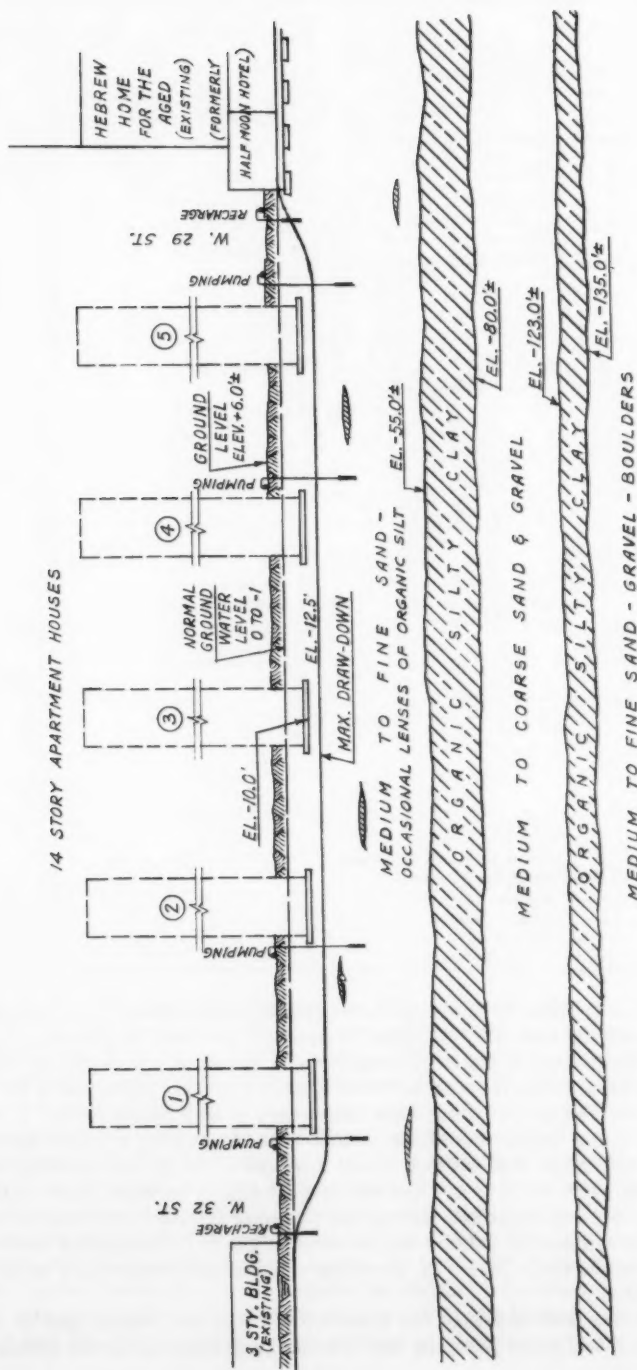 14 STORY APARTMENT HOUSES
3 STY. BLDG.
(EXISTING)
RECHARGE
W. 32 ST.
PUMPING
①
PUMPING
②
EL.-10.0'
③
NORMAL
GROUND
WATER
LEVEL
0 TO -1
④
PUMPING
GROUND
LEVEL
ELEV.+6.0'±
⑤
PUMPING
W. 29 ST.
RECHARGE
HEBREW
HOME
FOR THE
AGED
(EXISTING)
(FORMERLY
HALF MOON HOTEL)
EL.-12.5'
MAX. DRAW-DOWN
MEDIUM TO FINE SAND-
OCCASIONAL LENSES OF ORGANIC SILT
EL.-55.0'±
ORGANIC SILTY CLAY
EL.-80.0'±
MEDIUM TO COARSE SAND & GRAVEL
EL.-123.0'±
ORGANIC SILTY CLAY
EL.-135.0'±
MEDIUM TO FINE SAND-GRAVEL-BOULDERS